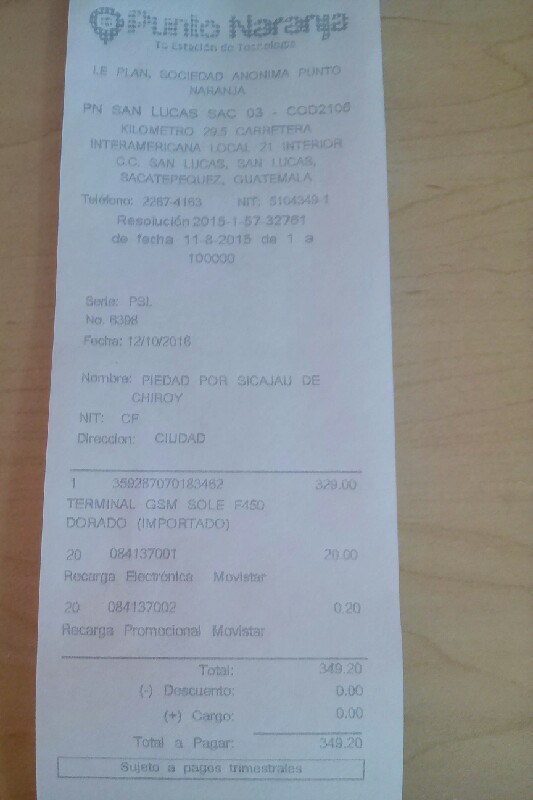 Punto Naranja
Tu Estación de Tecnología
LE PLAN, SOCIEDAD ANONIMA PUNTO
NARANJA
PN SAN LUCAS SAC 03 - COD2106
KILOMETRO 29.5 CARRETERA
INTERAMERICANA LOCAL 21 INTERIOR
C.C. SAN LUCAS, SAN LUCAS,
SACATEPEQUEZ, GUATEMALA
Teléfono: 2267-4163 NIT: 5104349-1
Resolución 2015-1-57-32761
de fecha 11-8-2015 de 1 a
100000
Serie: PSL
No. 6398
Fecha: 12/10/2016
Nombre: PIEDAD POR SICAJAU DE
CHIROY
NIT: CF
Direccion: CIUDAD
1 359287070183462 329.00
TERMINAL GSM SOLE F450
DORADO (IMPORTADO)
20 084137001 20.00
Recarga Electrónica Movistar
20 084137002 0.20
Recarga Promocional Movistar
Total: 349.20
(-) Descuento: 0.00
(+) Cargo: 0.00
Total a Pagar: 349.20
Sujeto a pagos trimestrales